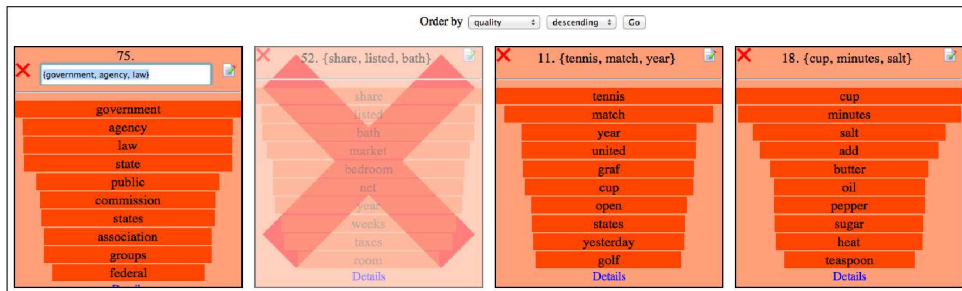 Order by quality descending Go
75.
{government, agency, law}
government
agency
law
state
public
commission
states
association
groups
federal
Details
52. {share, listed, bath}
share
listed
bath
market
bedroom
net
year
weeks
taxes
room
Details
11. {tennis, match, year}
tennis
match
year
united
graf
cup
open
states
yesterday
golf
Details
18. {cup, minutes, salt}
cup
minutes
salt
add
butter
oil
pepper
sugar
heat
teaspoon
Details